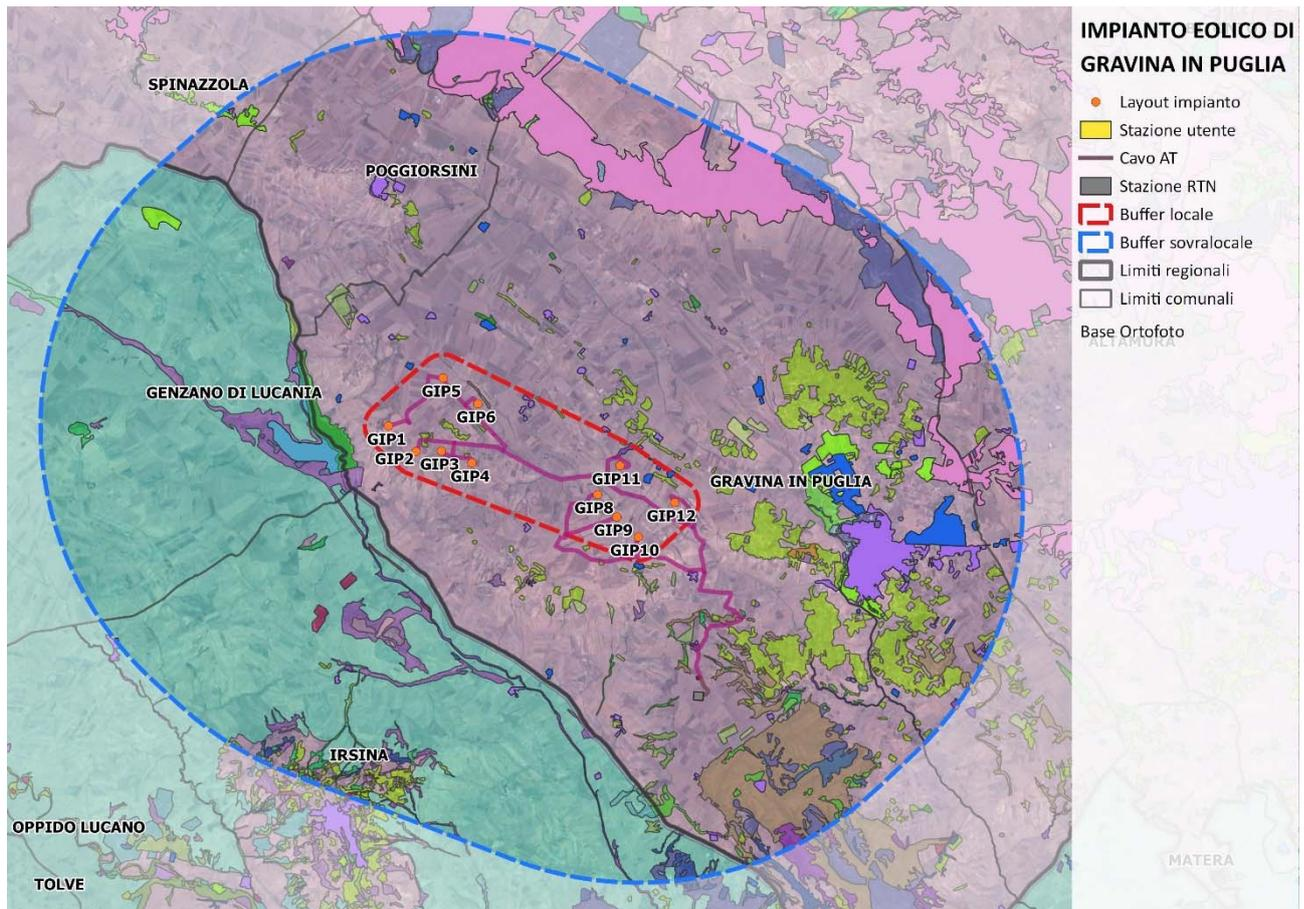 IMPIANTO EOLICO DI
GRAVINA IN PUGLIA
Layout impianto
Stazione utente
Cavo AT
Stazione RTN
Buffer locale
Buffer sovralocale
Limiti regionali
Limiti comunali
Base Ortofoto
ALTAMURA
SPINAZZOLA
POGGIORSINI
GENZANO DI LUCANIA
GIP5
GIP6
GIP1
GIP2
GIP3
GIP4
GIP11
GRAVINA IN PUGLIA
GIP8
GIP12
GIP9
GIP10
IRSINA
OPPIDO LUCANO
TOLVE
MATERA